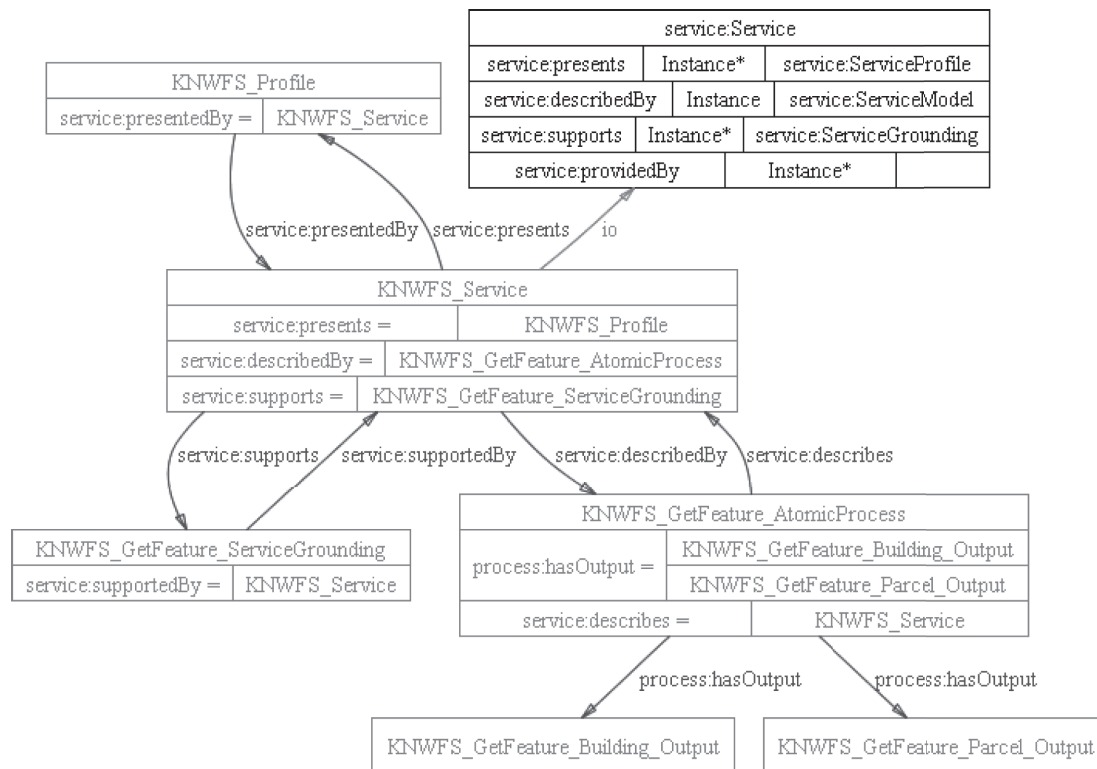 service:Service
service:presents Instance* service:ServiceProfile
service:describedBy Instance service:ServiceModel
service:supports Instance* service:ServiceGrounding
service:providedBy Instance*
KNWFS_Profile
service:presentedBy = KNWFS_Service
service:presentedBy service:presents io
KNWFS_Service
service:presents = KNWFS_Profile
service:describedBy = KNWFS_GetFeature_AtomicProcess
service:supports = KNWFS_GetFeature_ServiceGrounding
service:supports service:supportedBy service:describedBy service:describes
KNWFS_GetFeature_ServiceGrounding
service:supportedBy = KNWFS_Service
KNWFS_GetFeature_AtomicProcess
process:hasOutput = KNWFS_GetFeature_Building_Output
KNWFS_GetFeature_Parcel_Output
service:describes = KNWFS_Service
process:hasOutput process:hasOutput
KNWFS_GetFeature_Building_Output KNWFS_GetFeature_Parcel_Output